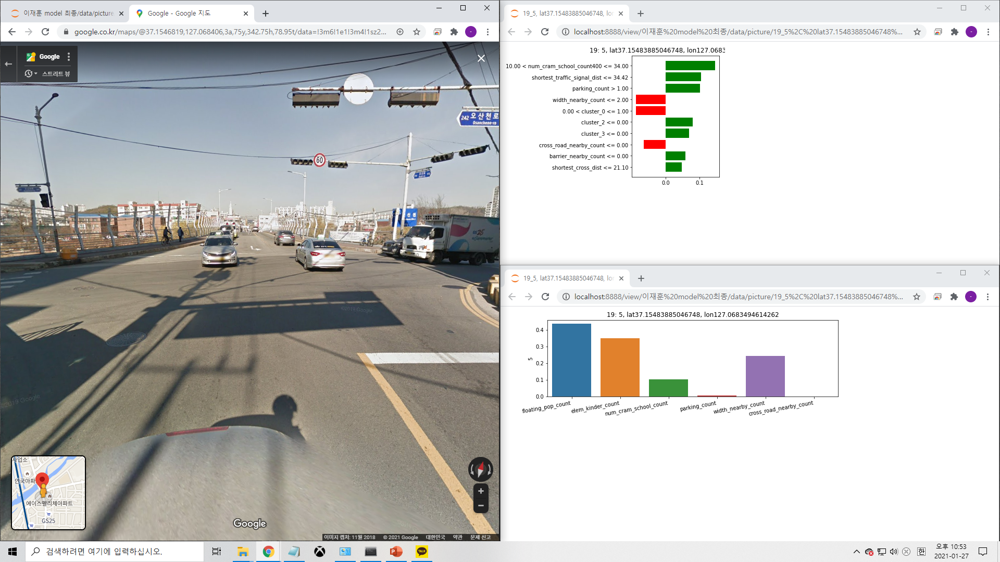 이재훈 model 최종/data/picture
Google - Google 지도
google.co.kr/maps/@37.1546819,127.068406,3a,75y,342.75h,78.95t/data=!3m6!1e1!3m4!1sz2...
Google
스트리트 뷰
242 오산천로
Osancheon-ro
60
GS25
사업소
에이스펠리체아파트
GS25
Google
©2019 Google
©2019 Google
이미지 캡처: 11월 2018 © 2021 Google 대한민국 약관 문제 신고
19_5, lat37.15483885046748, lo
localhost:8888/view/이재훈%20model%20최종/data/picture/19_5%2C%20lat37.15483885046748%...
19: 5, lat37.15483885046748, lon127.0683
10.00 < num_cram_school_count400 <= 34.00
shortest_traffic_signal_dist <= 34.42
parking_count > 1.00
width_nearby_count <= 2.00
0.00 < cluster_0 <= 1.00
cluster_2 <= 0.00
cluster_3 <= 0.00
cross_road_nearby_count <= 0.00
barrier_nearby_count <= 0.00
shortest_cross_dist <= 21.10
0.0 0.1
19_5, lat37.15483885046748, lo
localhost:8888/view/이재훈%20model%20최종/data/picture/19_5%2C%20lat37.15483885046748%...
19: 5, lat37.15483885046748, lon127.0683494614262
0.4
0.3
0.2
0.1
0.0
5
floating_pop_count
elem_kinder_count
num_cram_school_count
parking_count
width_nearby_count
cross_road_nearby_count
검색하려면 여기에 입력하십시오.
TALK
한
오후 10:53
2021-01-27